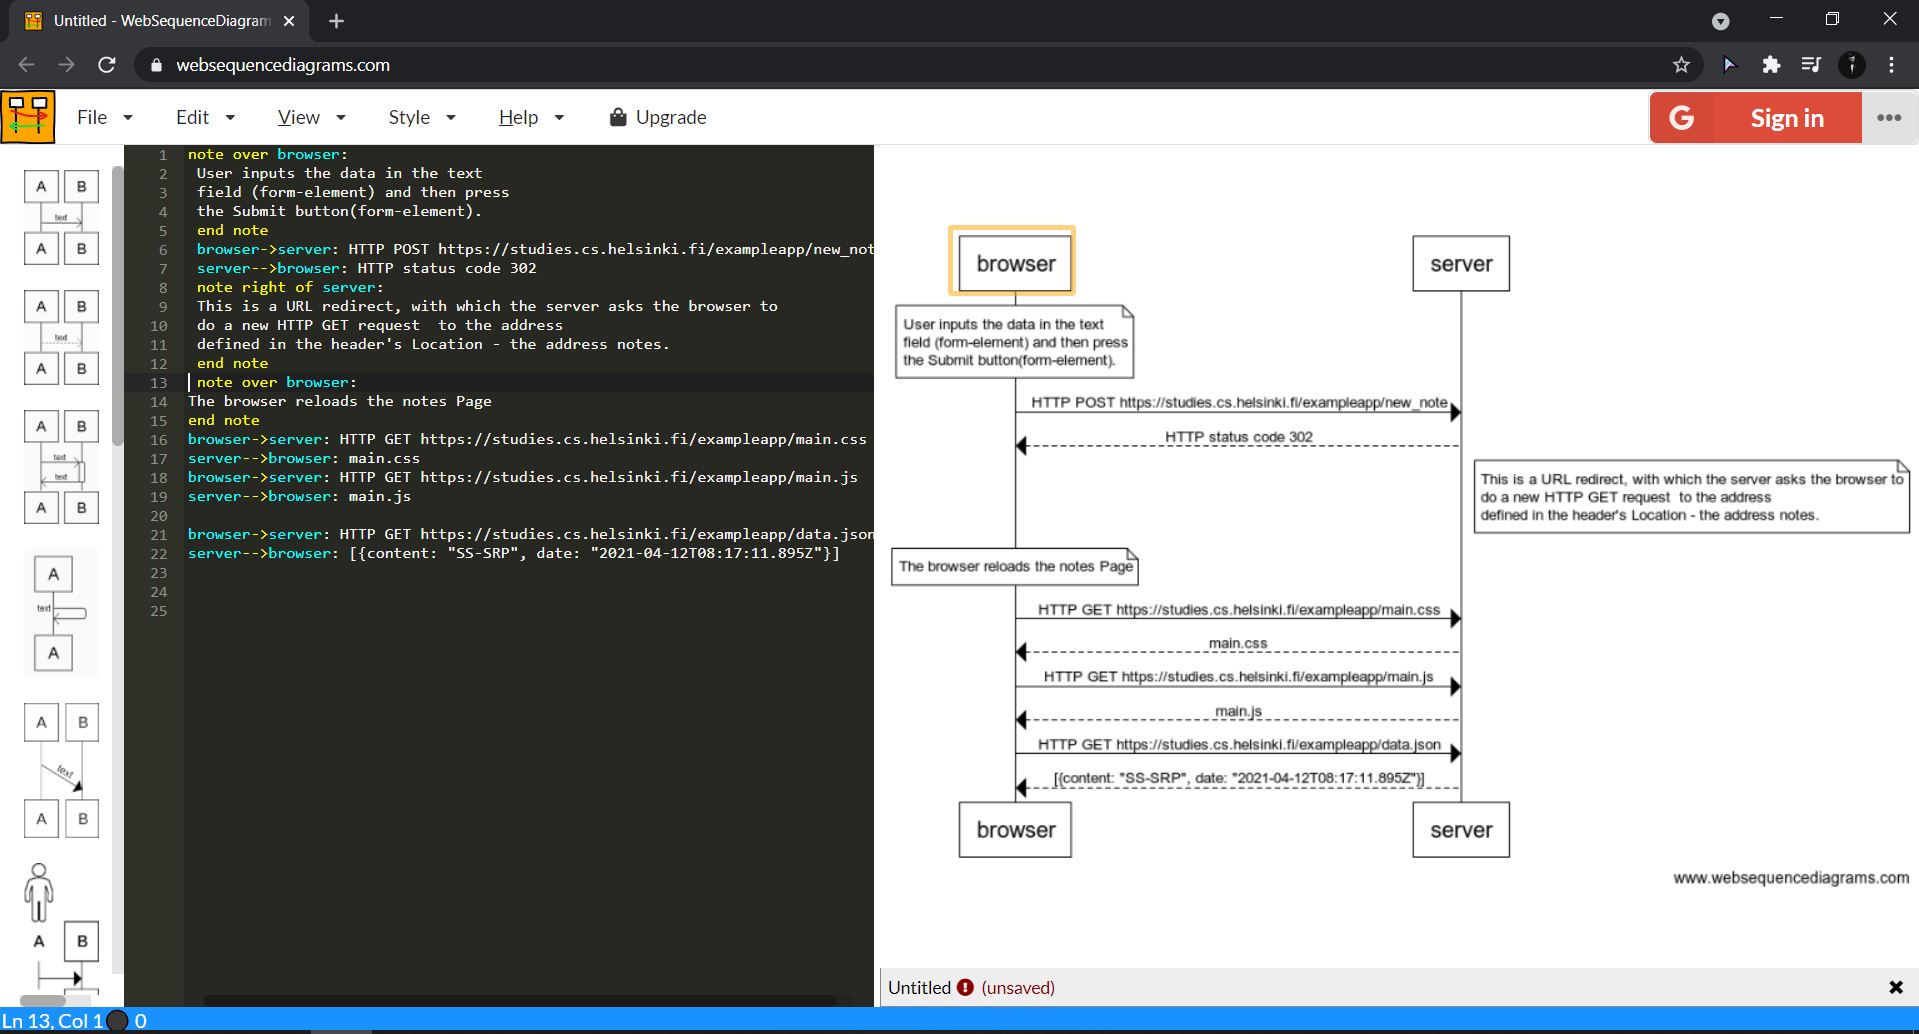 Untitled - WebSequenceDiagram
websequencediagrams.com
File Edit View Style Help Upgrade
G Sign in
A B
text
A B
A B
text
A B
A B
text
text
A B
A
text
A
A B
text
A B
A B
1 note over browser:
2 User inputs the data in the text
3 field (form-element) and then press
4 the Submit button(form-element).
5 end note
6 browser->server: HTTP POST https://studies.cs.helsinki.fi/exampleapp/new_not
7 server-->browser: HTTP status code 302
8 note right of server:
9 This is a URL redirect, with which the server asks the browser to
10 do a new HTTP GET request  to the address
11 defined in the header's Location - the address notes.
12 end note
13 note over browser:
14 The browser reloads the notes Page
15 end note
16 browser->server: HTTP GET https://studies.cs.helsinki.fi/exampleapp/main.css
17 server-->browser: main.css
18 browser->server: HTTP GET https://studies.cs.helsinki.fi/exampleapp/main.js
19 server-->browser: main.js
20
21 browser->server: HTTP GET https://studies.cs.helsinki.fi/exampleapp/data.json
22 server-->browser: [{content: "SS-SRP", date: "2021-04-12T08:17:11.895Z"}]
23
24
25
browser server
User inputs the data in the text
field (form-element) and then press
the Submit button(form-element).
HTTP POST https://studies.cs.helsinki.fi/exampleapp/new_note
HTTP status code 302
This is a URL redirect, with which the server asks the browser to
do a new HTTP GET request  to the address
defined in the header's Location - the address notes.
The browser reloads the notes Page
HTTP GET https://studies.cs.helsinki.fi/exampleapp/main.css
main.css
HTTP GET https://studies.cs.helsinki.fi/exampleapp/main.js
main.js
HTTP GET https://studies.cs.helsinki.fi/exampleapp/data.json
[{content: "SS-SRP", date: "2021-04-12T08:17:11.895Z"}]
browser server
www.websequencediagrams.com
Untitled ! (unsaved)
Ln 13, Col 1 0